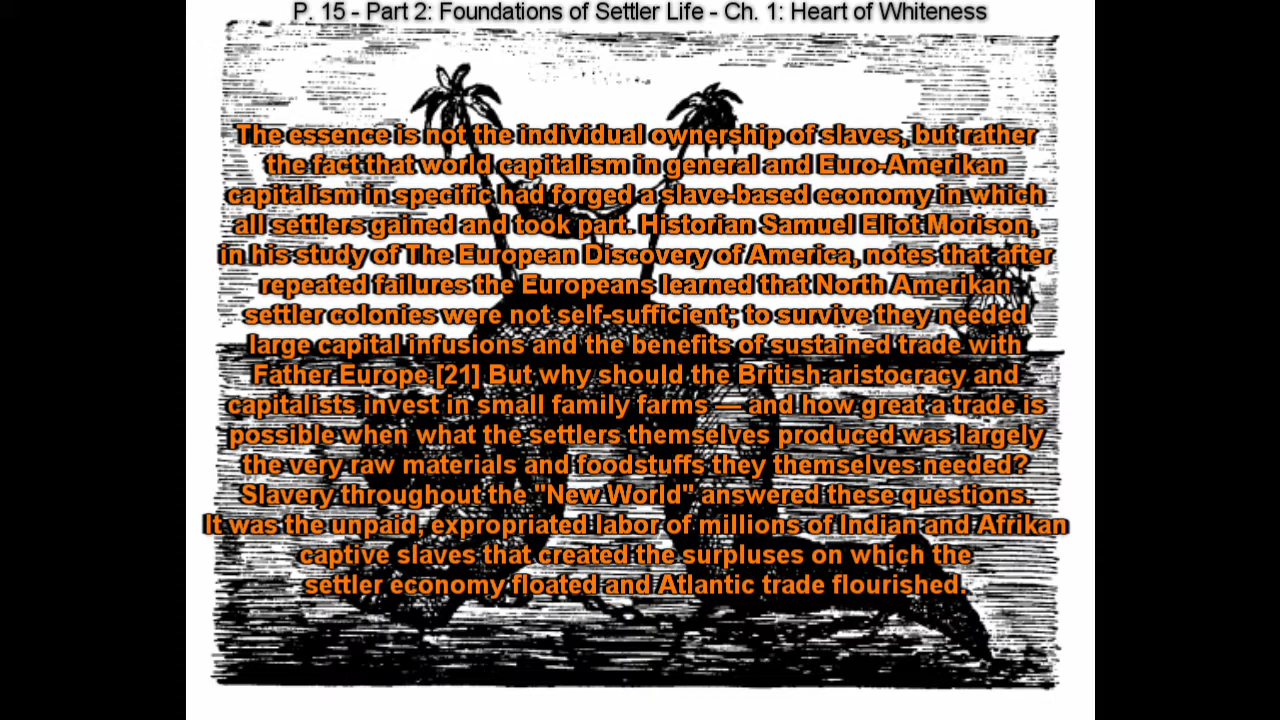 P. 15 - Part 2: Foundations of Settler Life - Ch. 1: Heart of Whiteness
The essence is not the individual ownership of slaves, but rather
the fact that world capitalism in general and Euro-Amerikan
capitalism in specific had forged a slave-based economy in which
all settlers gained and took part. Historian Samuel Eliot Morison,
in his study of The European Discovery of America, notes that after
repeated failures the Europeans learned that North Amerikan
settler colonies were not self-sufficient; to survive they needed
large capital infusions and the benefits of sustained trade with
Father Europe.[21] But why should the British aristocracy and
capitalists invest in small family farms — and how great a trade is
possible when what the settlers themselves produced was largely
the very raw materials and foodstuffs they themselves needed?
Slavery throughout the "New World" answered these questions.
It was the unpaid, expropriated labor of millions of Indian and Afrikan
captive slaves that created the surpluses on which the
settler economy floated and Atlantic trade flourished.